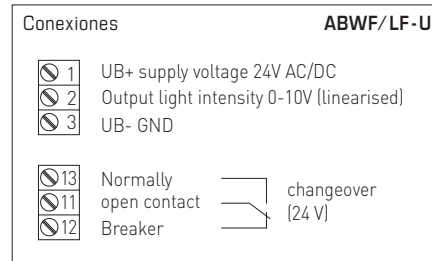 Conexiones ABWF/LF-U
1 UB+ supply voltage 24V AC/DC
2 Output light intensity 0-10V (linearised)
3 UB- GND
13 Normally
11 open contact
12 Breaker
changeover
(24 V)